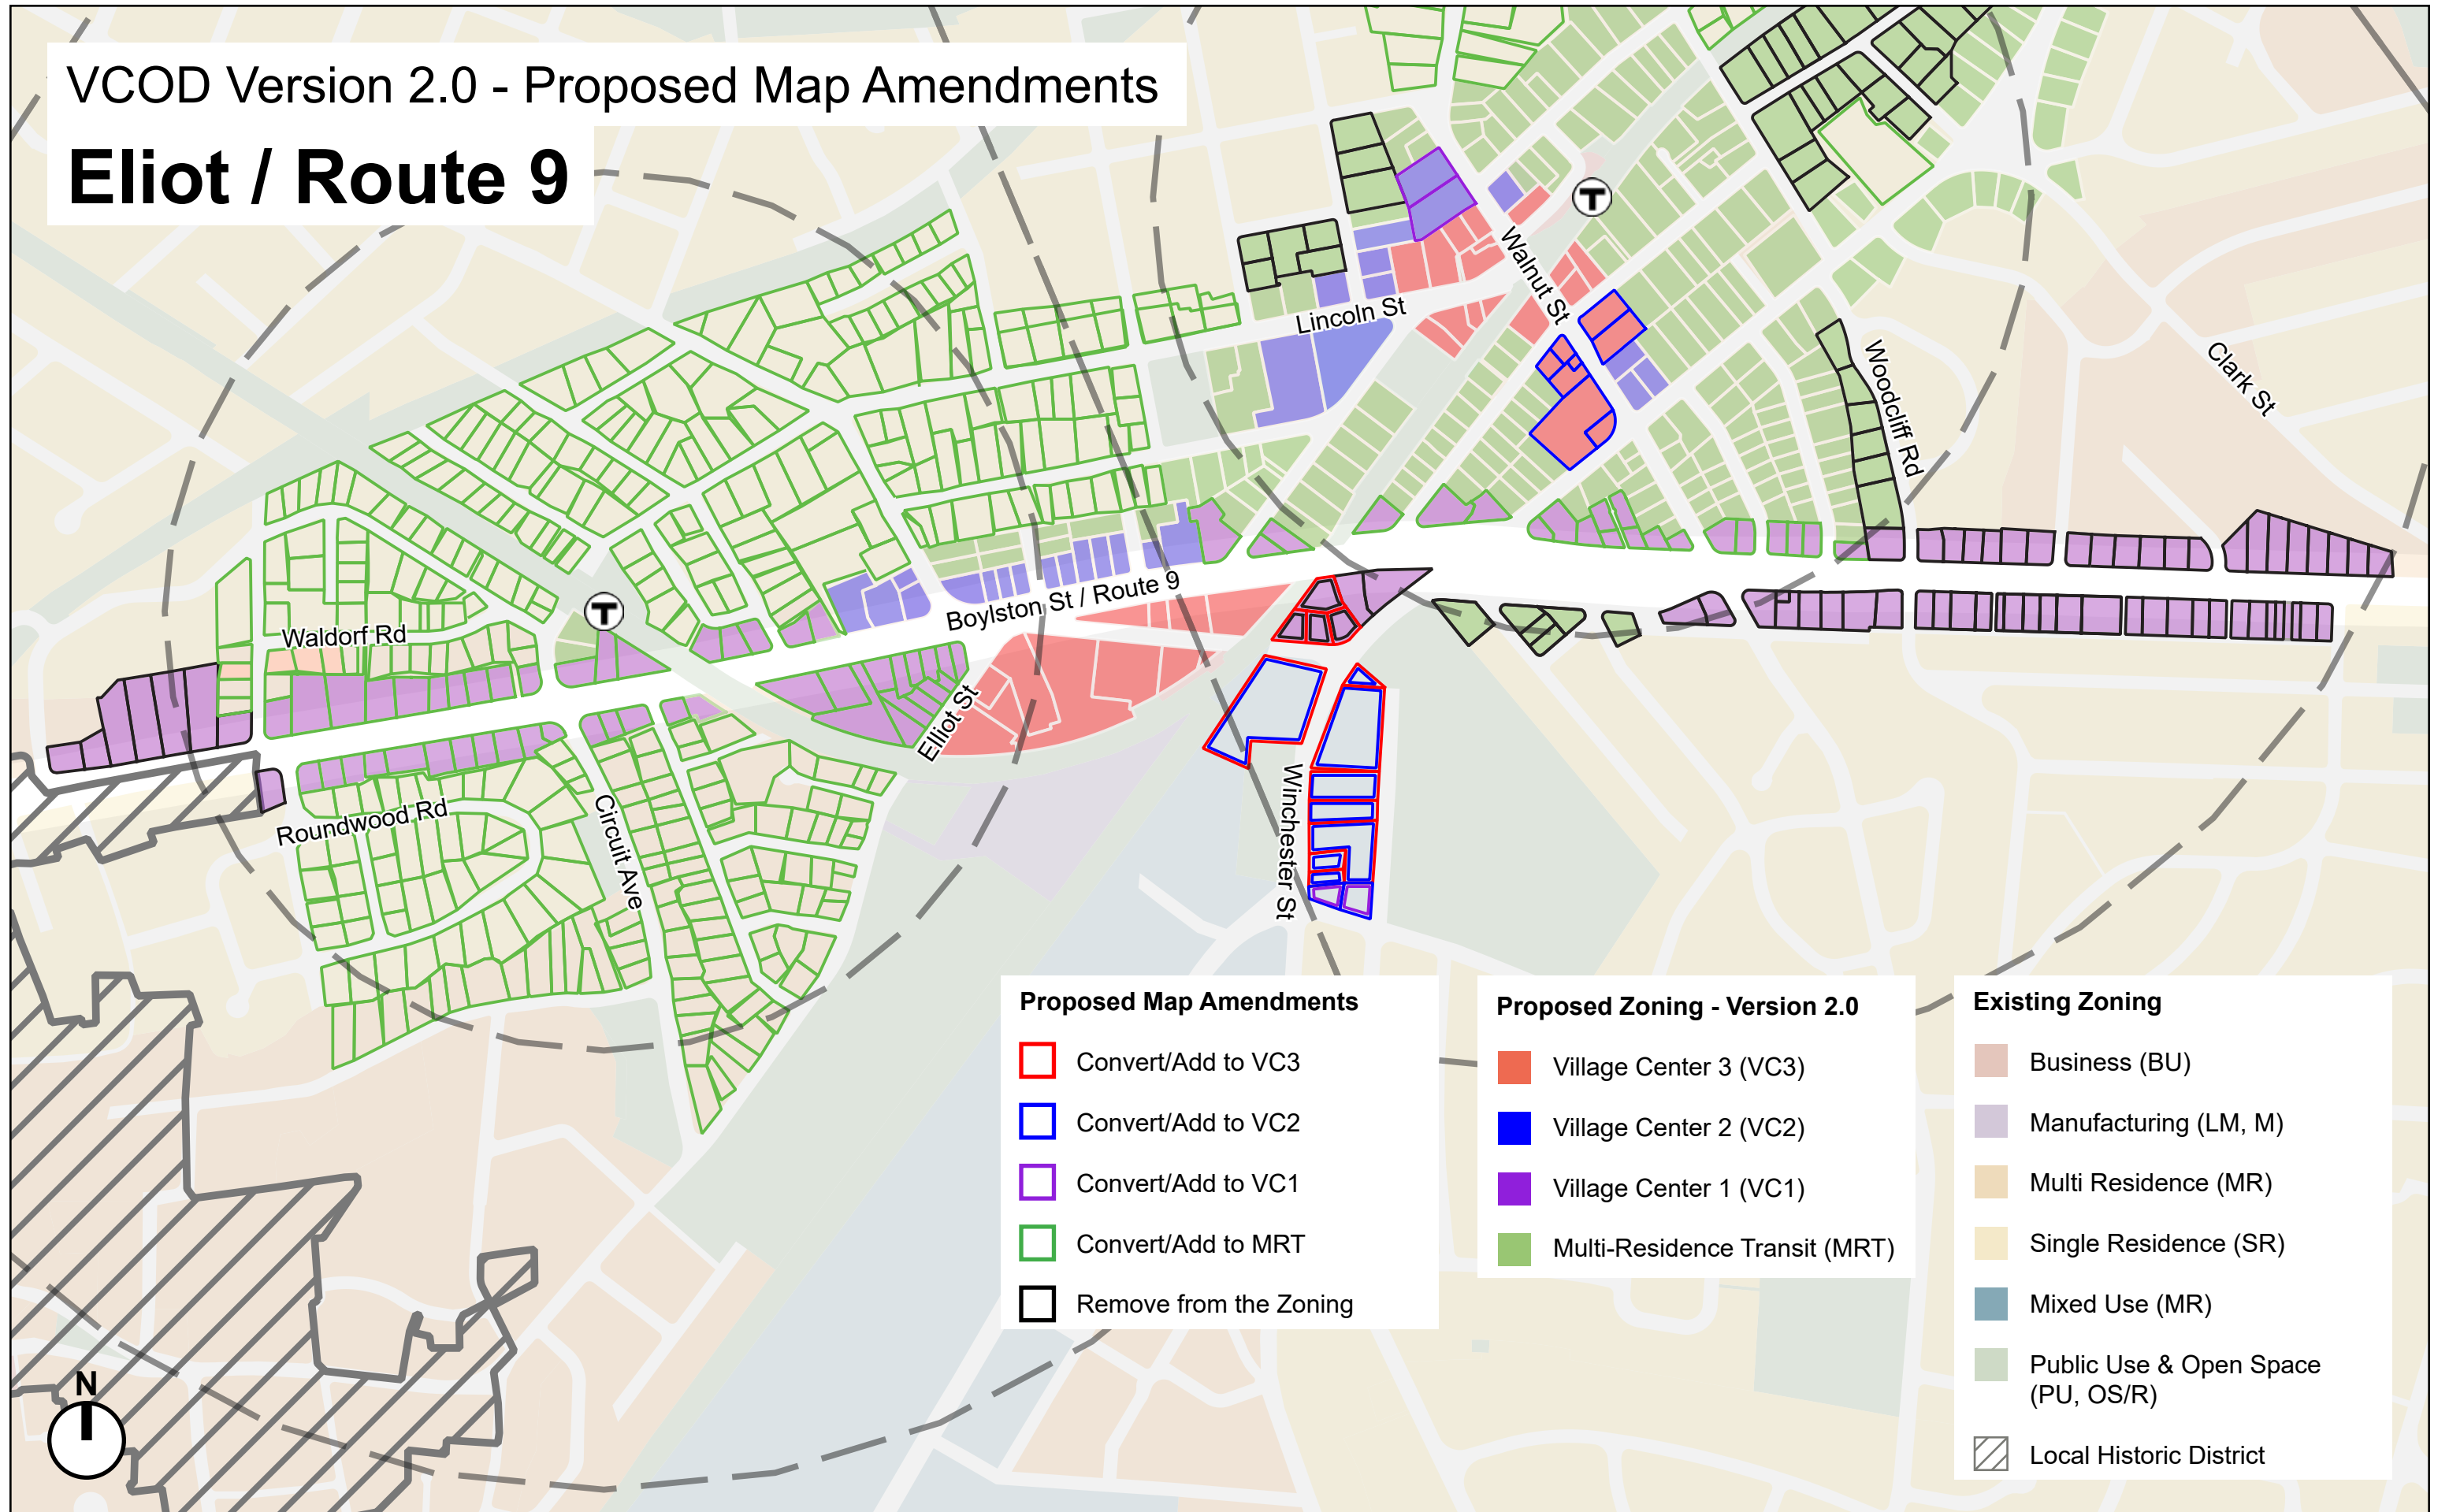 VCOD Version 2.0 - Proposed Map Amendments
Eliot / Route 9
T
Walnut St
Lincoln St
Woodcliff Rd
Clark St
Boylston St / Route 9
T
Waldorf Rd
Elliot St
Roundwood Rd
Circuit Ave
Winchester St
Proposed Map Amendments
Convert/Add to VC3
Convert/Add to VC2
Convert/Add to VC1
Convert/Add to MRT
Remove from the Zoning
Proposed Zoning - Version 2.0
Village Center 3 (VC3)
Village Center 2 (VC2)
Village Center 1 (VC1)
Multi-Residence Transit (MRT)
Existing Zoning
Business (BU)
Manufacturing (LM, M)
Multi Residence (MR)
Single Residence (SR)
Mixed Use (MR)
Public Use & Open Space
(PU, OS/R)
Local Historic District
N